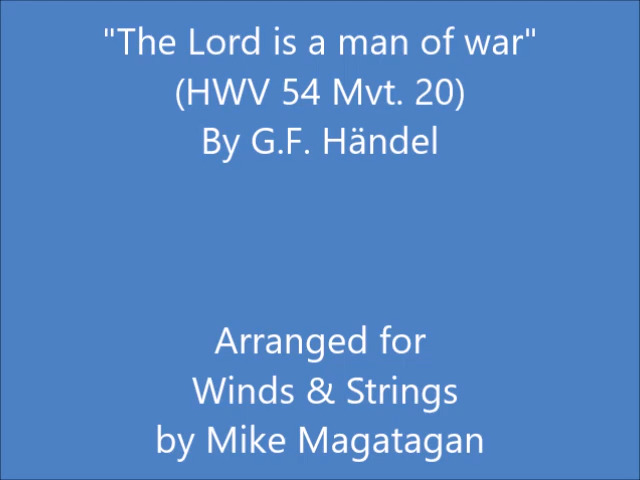 "The Lord is a man of war"
(HWV 54 Mvt. 20)
By G.F. Händel
Arranged for
Winds & Strings
by Mike Magatagan